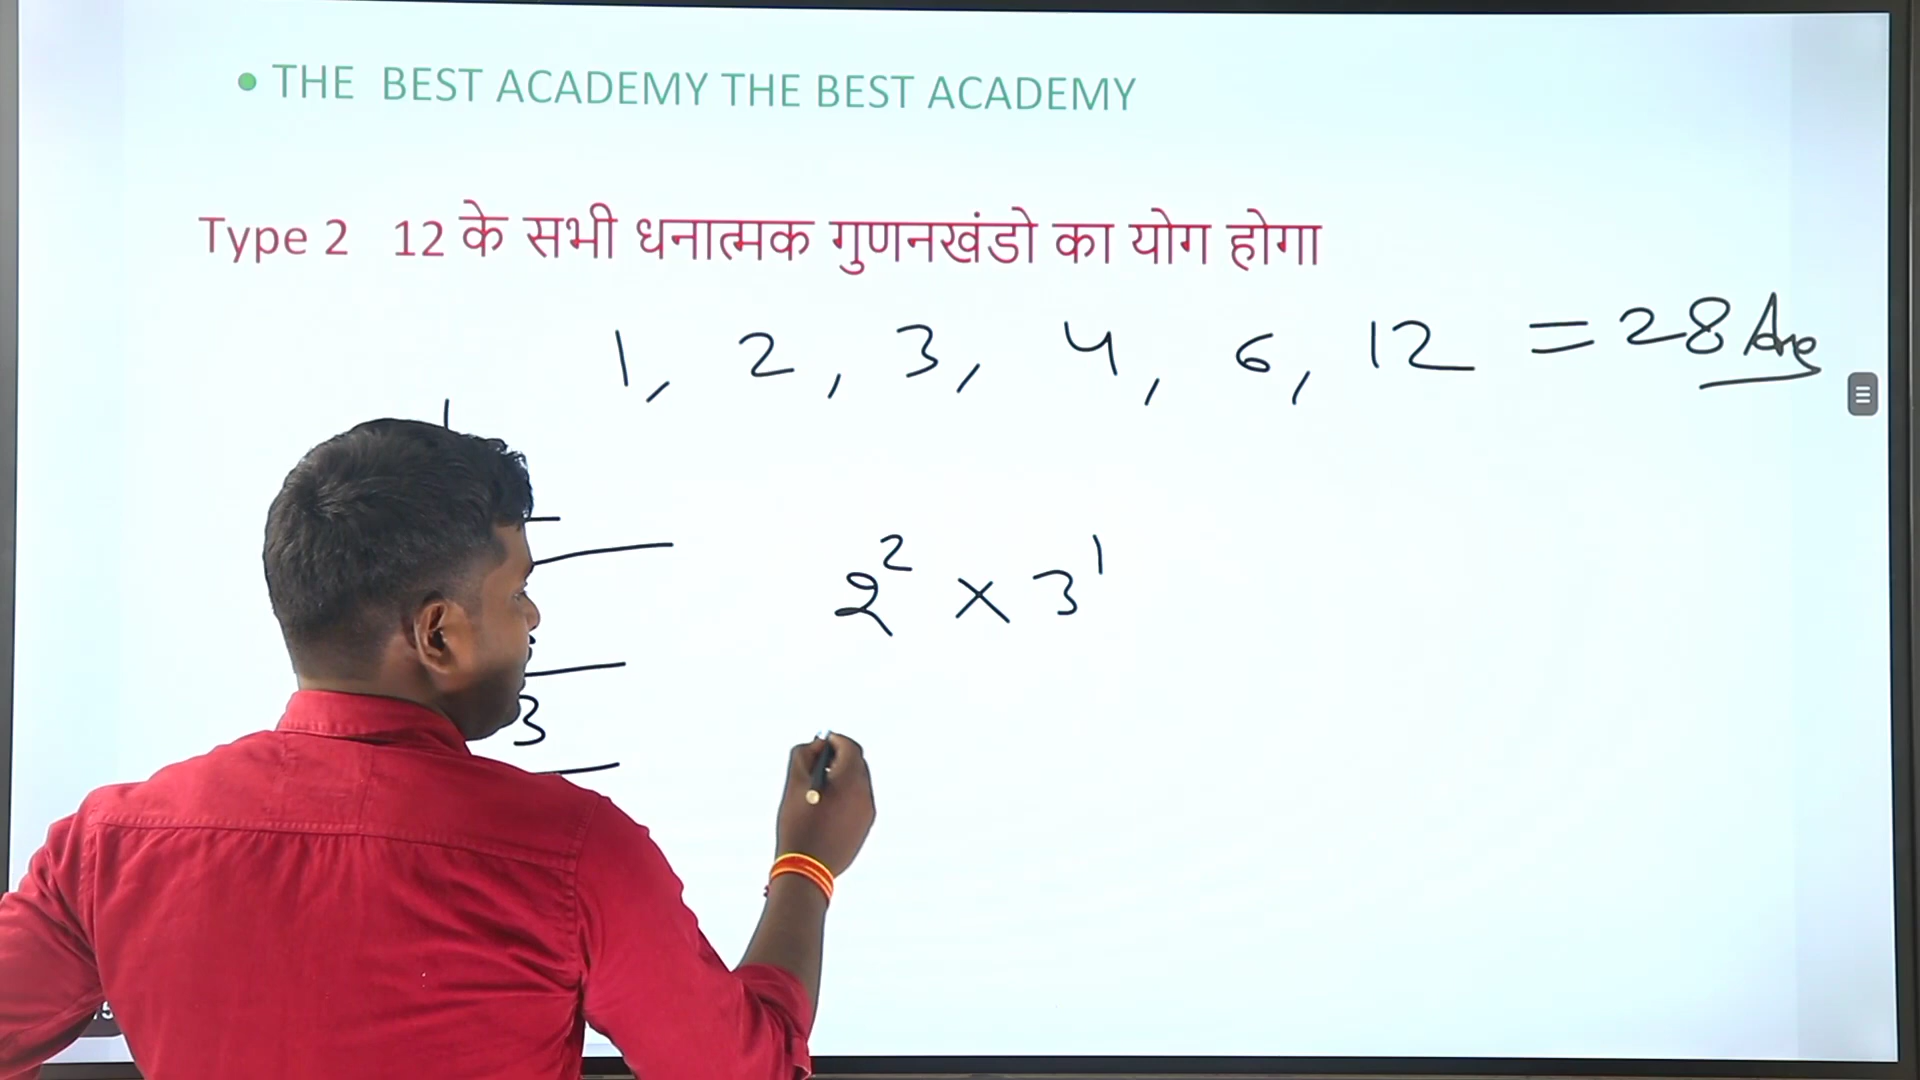 • THE BEST ACADEMY THE BEST ACADEMY
Type 2 12 के सभी धनात्मक गुणनखंडो का योग होगा
1, 2, 3, 4, 6, 12 = 28 Ans
2² × 3¹
3